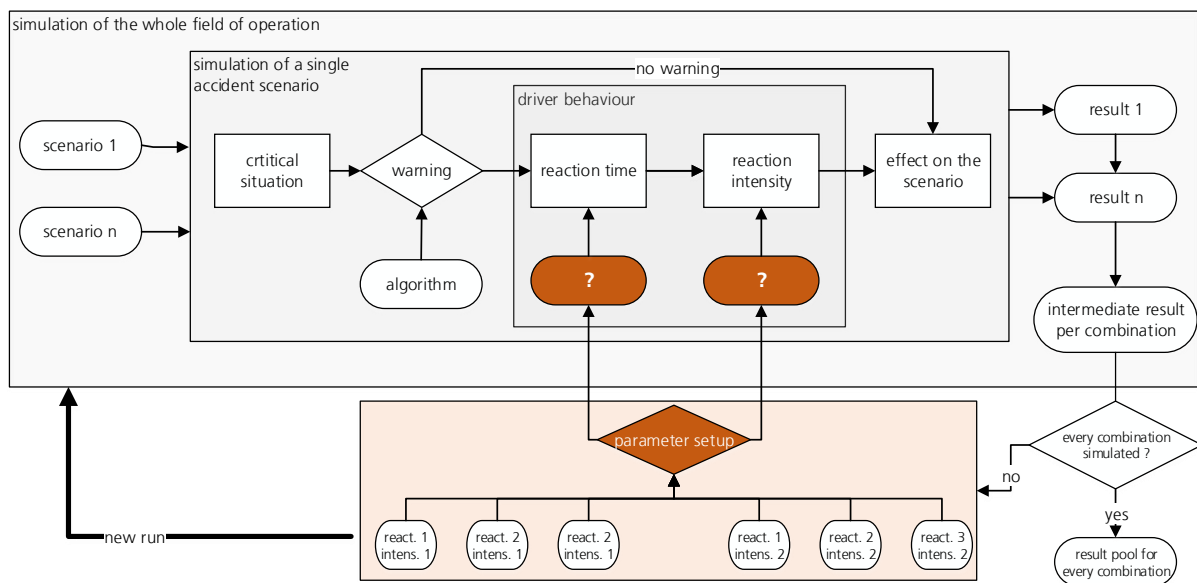 simulation of the whole field of operation
simulation of a single
accident scenario
no warning
driver behaviour
scenario 1
scenario n
crtitical
situation
warning
algorithm
reaction time
reaction
intensity
effect on the
scenario
?
?
result 1
result n
intermediate result
per combination
every combination
simulated ?
no
yes
result pool for
every combination
parameter setup
react. 1
intens. 1
react. 2
intens. 1
react. 2
intens. 1
react. 1
intens. 2
react. 2
intens. 2
react. 3
intens. 2
new run